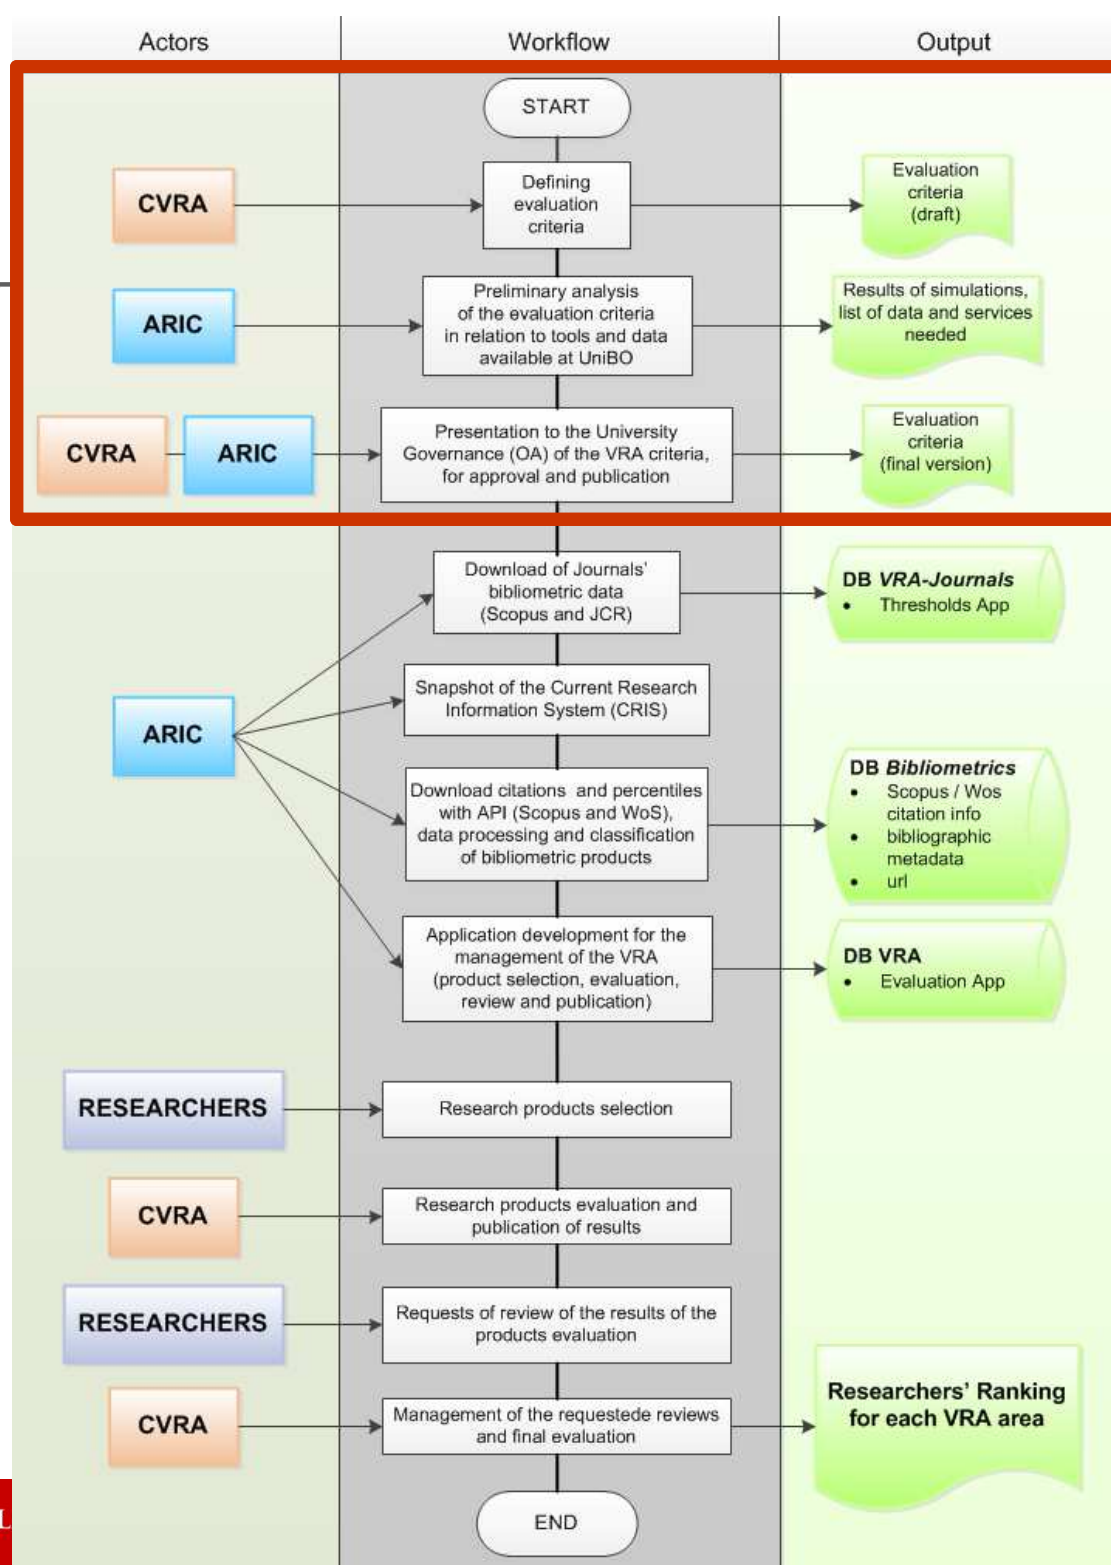 Actors
Workflow
Output
START
CVRA
Defining
evaluation
criteria
Evaluation
criteria
(draft)
ARIC
Preliminary analysis
of the evaluation criteria
in relation to tools and data
available at UniBO
Results of simulations,
list of data and services
needed
CVRA
ARIC
Presentation to the University
Governance (OA) of the VRA criteria,
for approval and publication
Evaluation
criteria
(final version)
Download of Journals'
bibliometric data
(Scopus and JCR)
DB VRA-Journals
• Thresholds App
ARIC
Snapshot of the Current Research
Information System (CRIS)
Download citations and percentiles
with API (Scopus and WoS),
data processing and classification
of bibliometric products
DB Bibliometrics
• Scopus / Wos
citation info
• bibliographic
metadata
• url
Application development for the
management of the VRA
(product selection, evaluation,
review and publication)
DB VRA
• Evaluation App
RESEARCHERS
Research products selection
CVRA
Research products evaluation and
publication of results
RESEARCHERS
Requests of review of the results of the
products evaluation
CVRA
Management of the requestede reviews
and final evaluation
Researchers' Ranking
for each VRA area
L
END